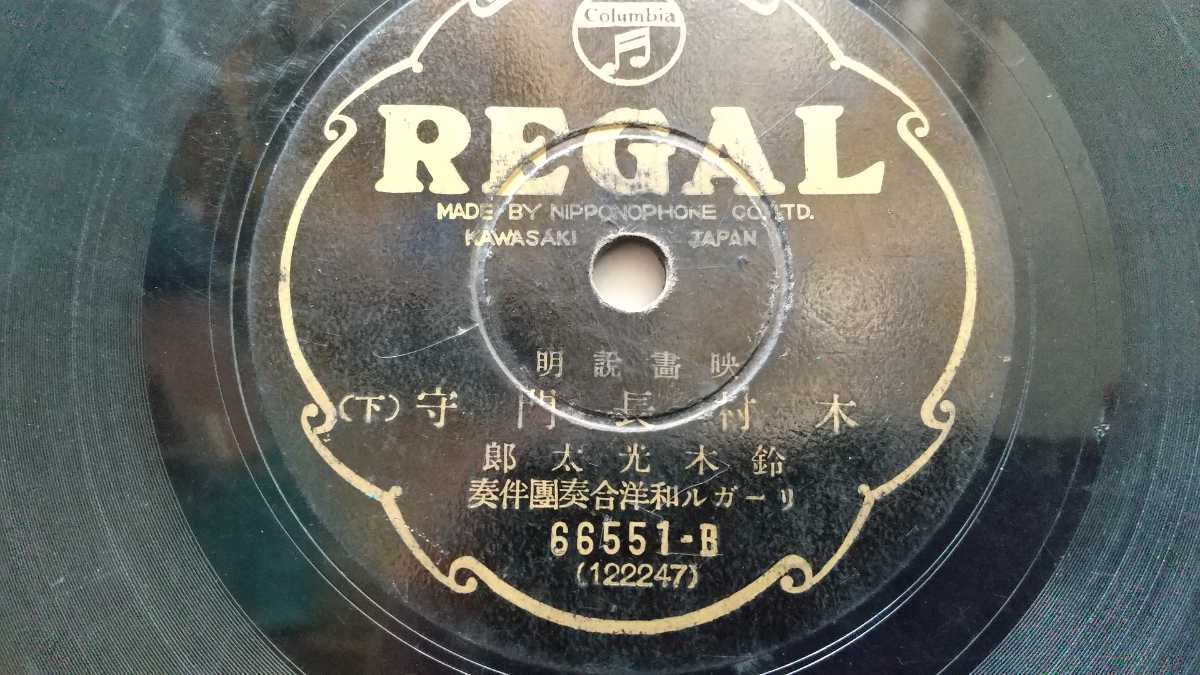 Columbia
REGAL
MADE BY NIPPONOPHONE CO. LTD.
KAWASAKI JAPAN
映畫説明
木村長門守(下)
鈴木光太郎
リーガル和洋合奏團伴奏
66551-B
(122247)